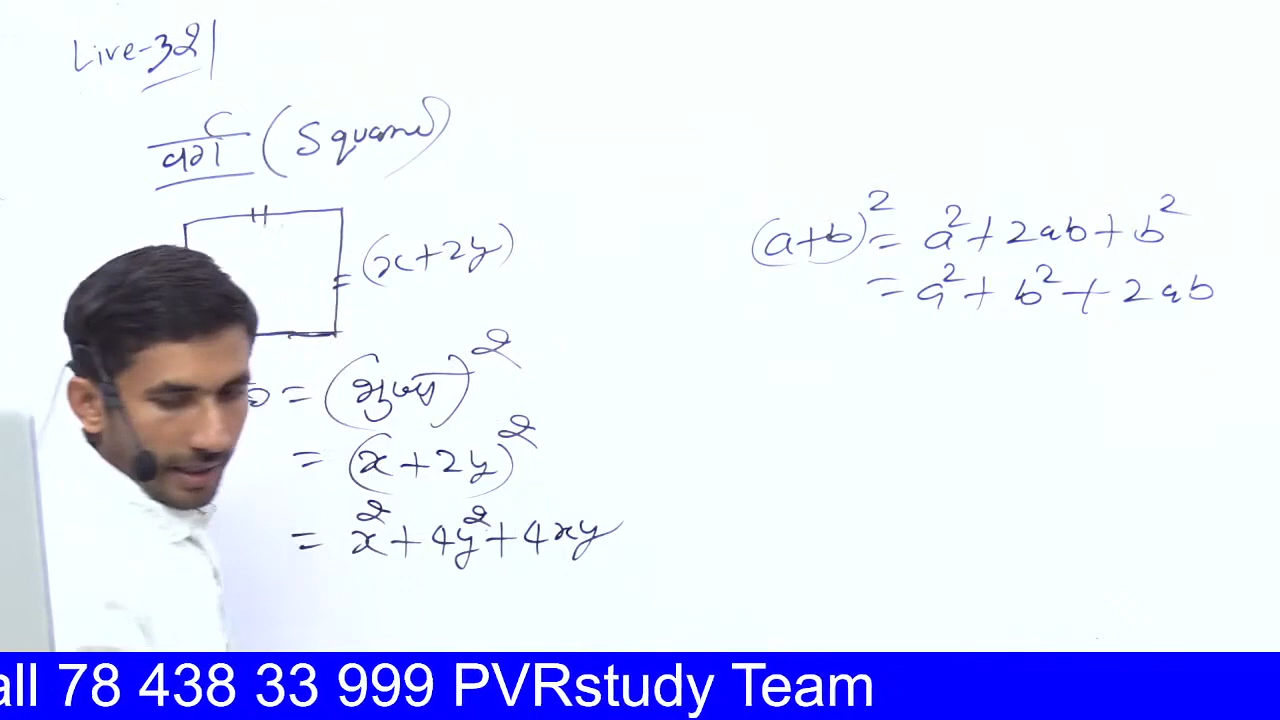 Live-321
वर्ग (Square)
(x+2y)
= (भुजा)²
= (x+2y)²
= x²+4y²+4xy
(a+b)² = a²+2ab+b²
= a²+b²+2ab
all 78 438 33 999 PVRstudy Team